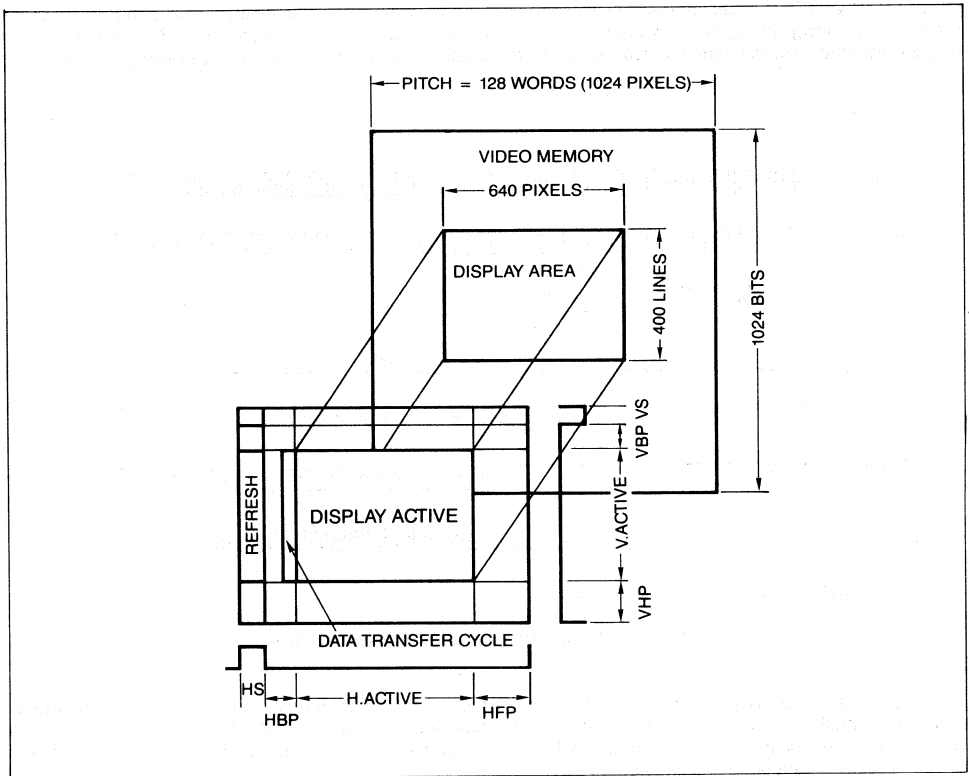 PITCH = 128 WORDS (1024 PIXELS)
VIDEO MEMORY
640 PIXELS
DISPLAY AREA
400 LINES
1024 BITS
VBP VS
REFRESH
DISPLAY ACTIVE
V.ACTIVE
VHP
DATA TRANSFER CYCLE
HS
HBP
H.ACTIVE
HFP